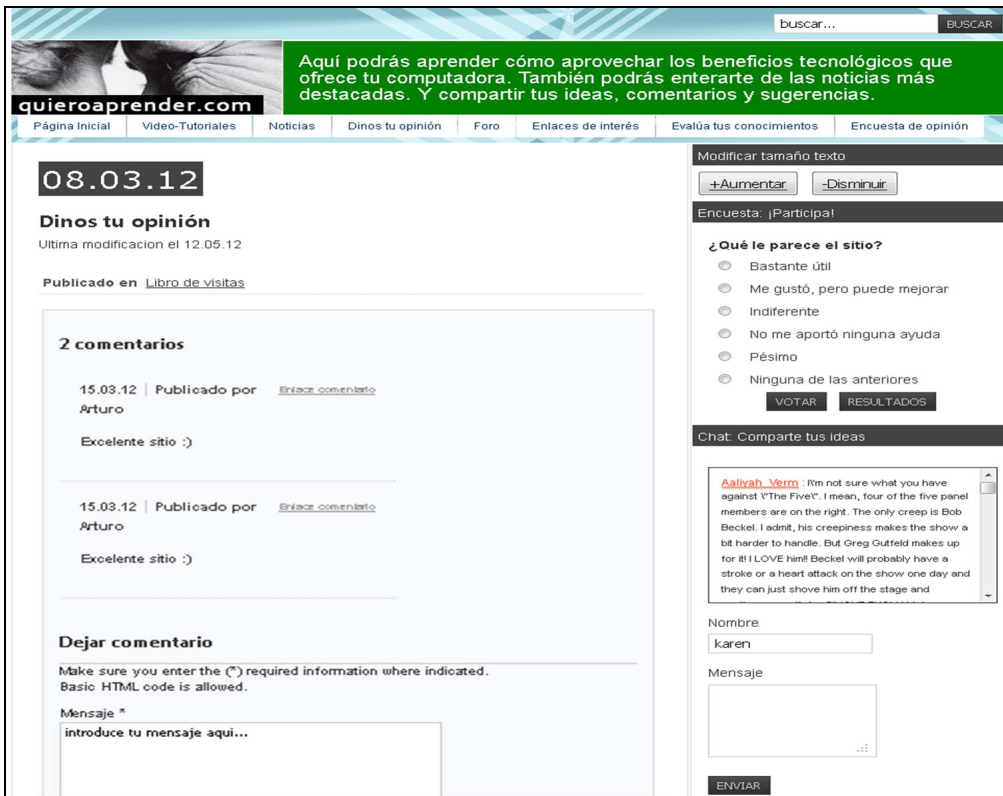 buscar...
BUSCAR
quieroaprender.com
Aquí podrás aprender cómo aprovechar los beneficios tecnológicos que
ofrece tu computadora. También podrás enterarte de las noticias más
destacadas. Y compartir tus ideas, comentarios y sugerencias.
Página Inicial
Video-Tutoriales
Noticias
Dinos tu opinión
Foro
Enlaces de interés
Evalúa tus conocimientos
Encuesta de opinión
08.03.12
Dinos tu opinión
Ultima modificacion el 12.05.12
Publicado en Libro de visitas
2 comentarios
15.03.12 | Publicado por
Arturo
Enlace comentario
Excelente sitio :)
15.03.12 | Publicado por
Arturo
Enlace comentario
Excelente sitio :)
Dejar comentario
Make sure you enter the (*) required information where indicated.
Basic HTML code is allowed.
Mensaje *
introduce tu mensaje aqui...
Modificar tamaño texto
+Aumentar
-Disminuir
Encuesta: ¡Participa!
¿Qué le parece el sitio?
Bastante útil
Me gustó, pero puede mejorar
Indiferente
No me aportó ninguna ayuda
Pésimo
Ninguna de las anteriores
VOTAR
RESULTADOS
Chat: Comparte tus ideas
Aaliyah_Verm : I\'m not sure what you have
against \"The Five\". I mean, four of the five panel
members are on the right. The only creep is Bob
Beckel. I admit, his creepiness makes the show a
bit harder to handle. But Greg Gutfeld makes up
for it! I LOVE him!! Beckel will probably have a
stroke or a heart attack on the show one day and
they can just shove him off the stage and
Nombre
karen
Mensaje
ENVIAR